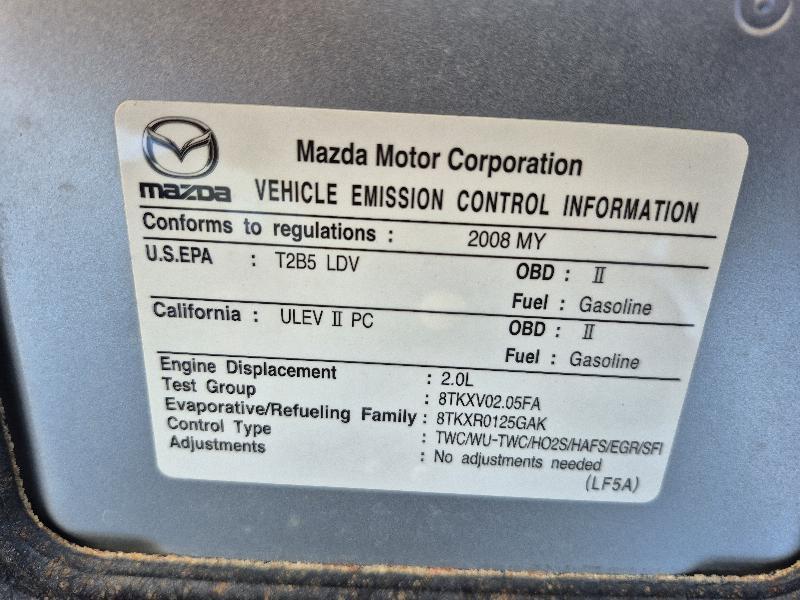 Mazda Motor Corporation
mazDa VEHICLE EMISSION CONTROL INFORMATION
Conforms to regulations : 2008 MY
U.S.EPA : T2B5 LDV OBD : II
Fuel : Gasoline
California : ULEV II PC OBD : II
Fuel : Gasoline
Engine Displacement : 2.0L
Test Group : 8TKXV02.05FA
Evaporative/Refueling Family : 8TKXR0125GAK
Control Type : TWC/WU-TWC/HO2S/HAFS/EGR/SFI
Adjustments : No adjustments needed
(LF5A)